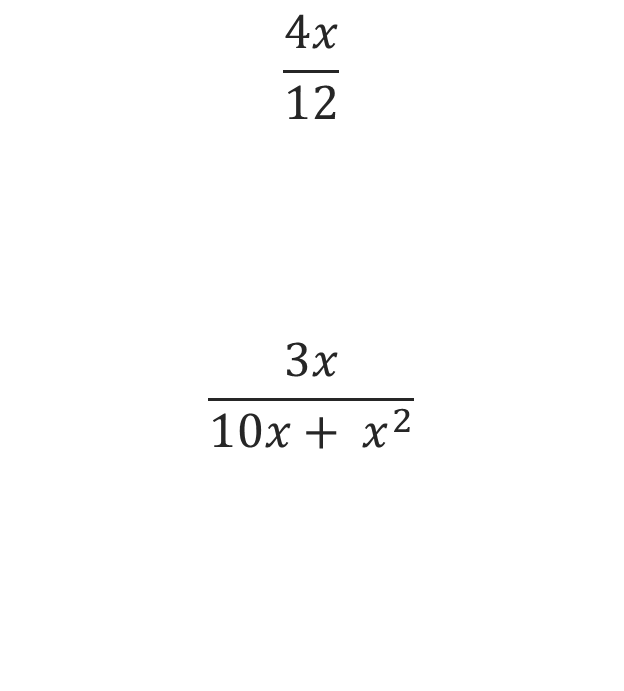 4x
12
3x
10x + x²